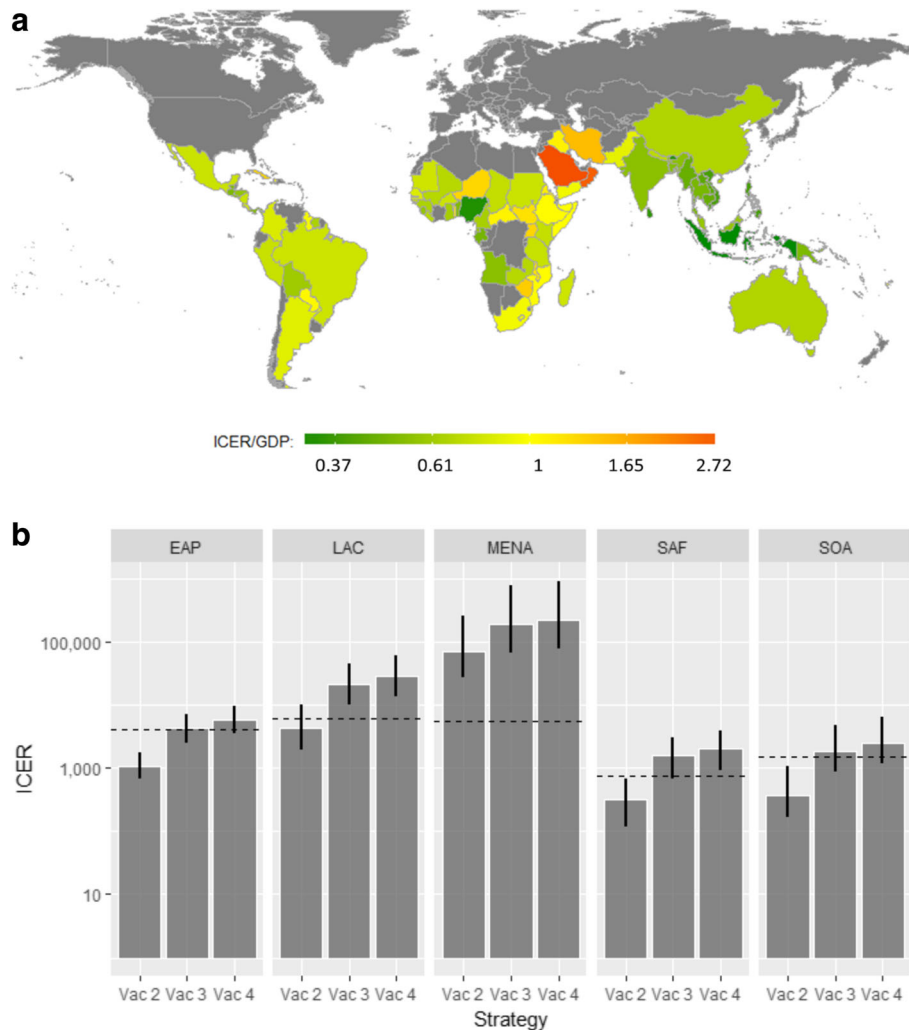 a
ICER/GDP:
0.37 0.61 1 1.65 2.72
b
EAP LAC MENA SAF SOA
ICER
100,000
1,000
10
Vac 2 Vac 3 Vac 4 Vac 2 Vac 3 Vac 4 Vac 2 Vac 3 Vac 4 Vac 2 Vac 3 Vac 4 Vac 2 Vac 3 Vac 4
Strategy